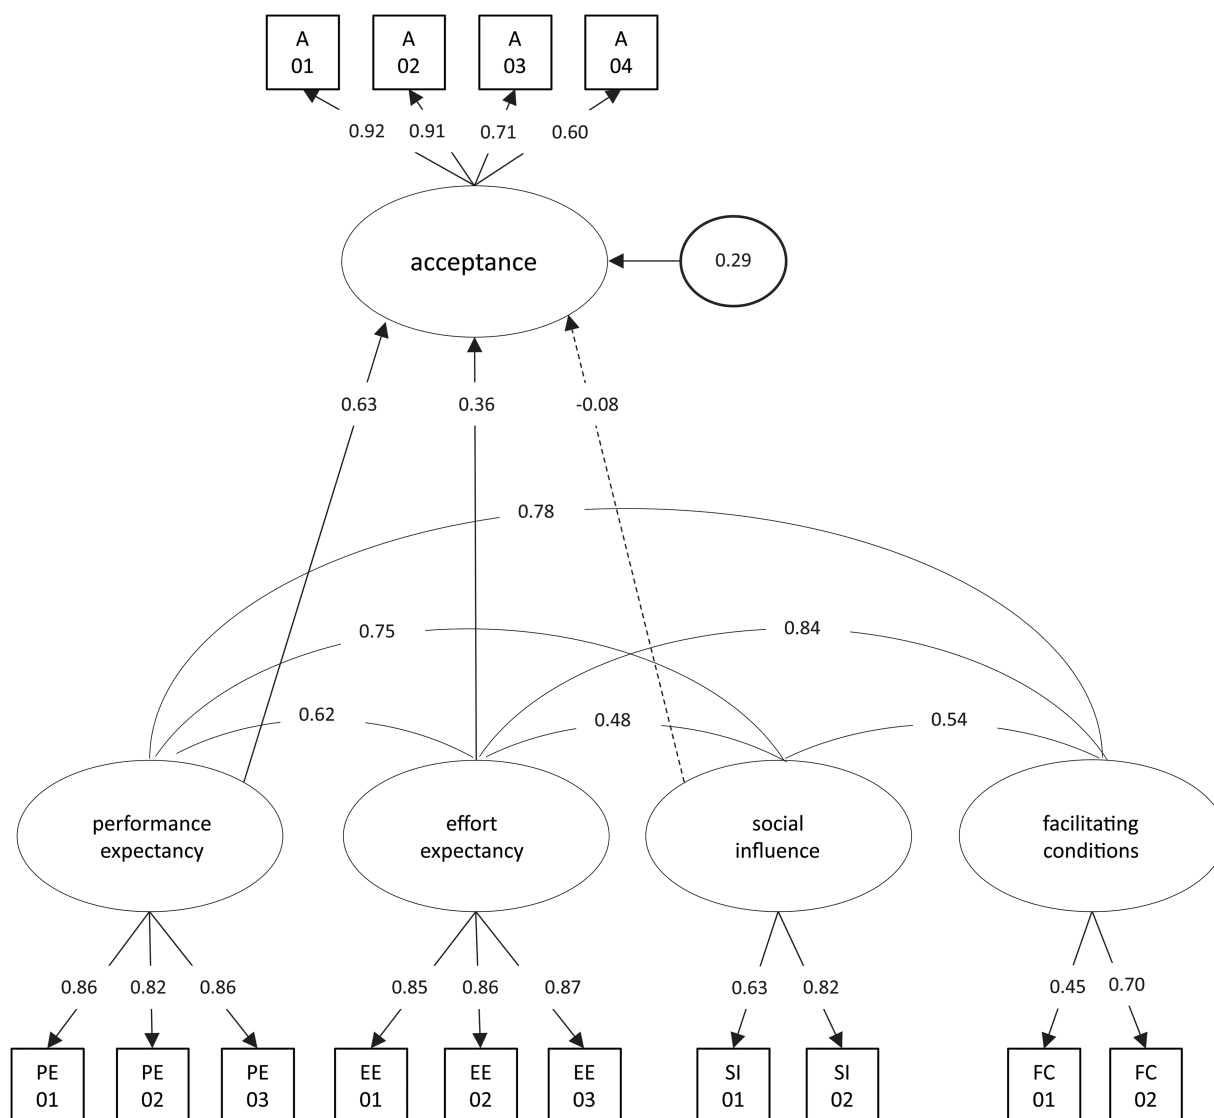 A
01
A
02
A
03
A
04
0.92
0.91
0.71
0.60
acceptance
0.29
0.63
0.36
-0.08
0.78
0.75
0.84
0.62
0.48
0.54
performance
expectancy
effort
expectancy
social
influence
facilitating
conditions
0.86
0.82
0.86
0.85
0.86
0.87
0.63
0.82
0.45
0.70
PE
01
PE
02
PE
03
EE
01
EE
02
EE
03
SI
01
SI
02
FC
01
FC
02